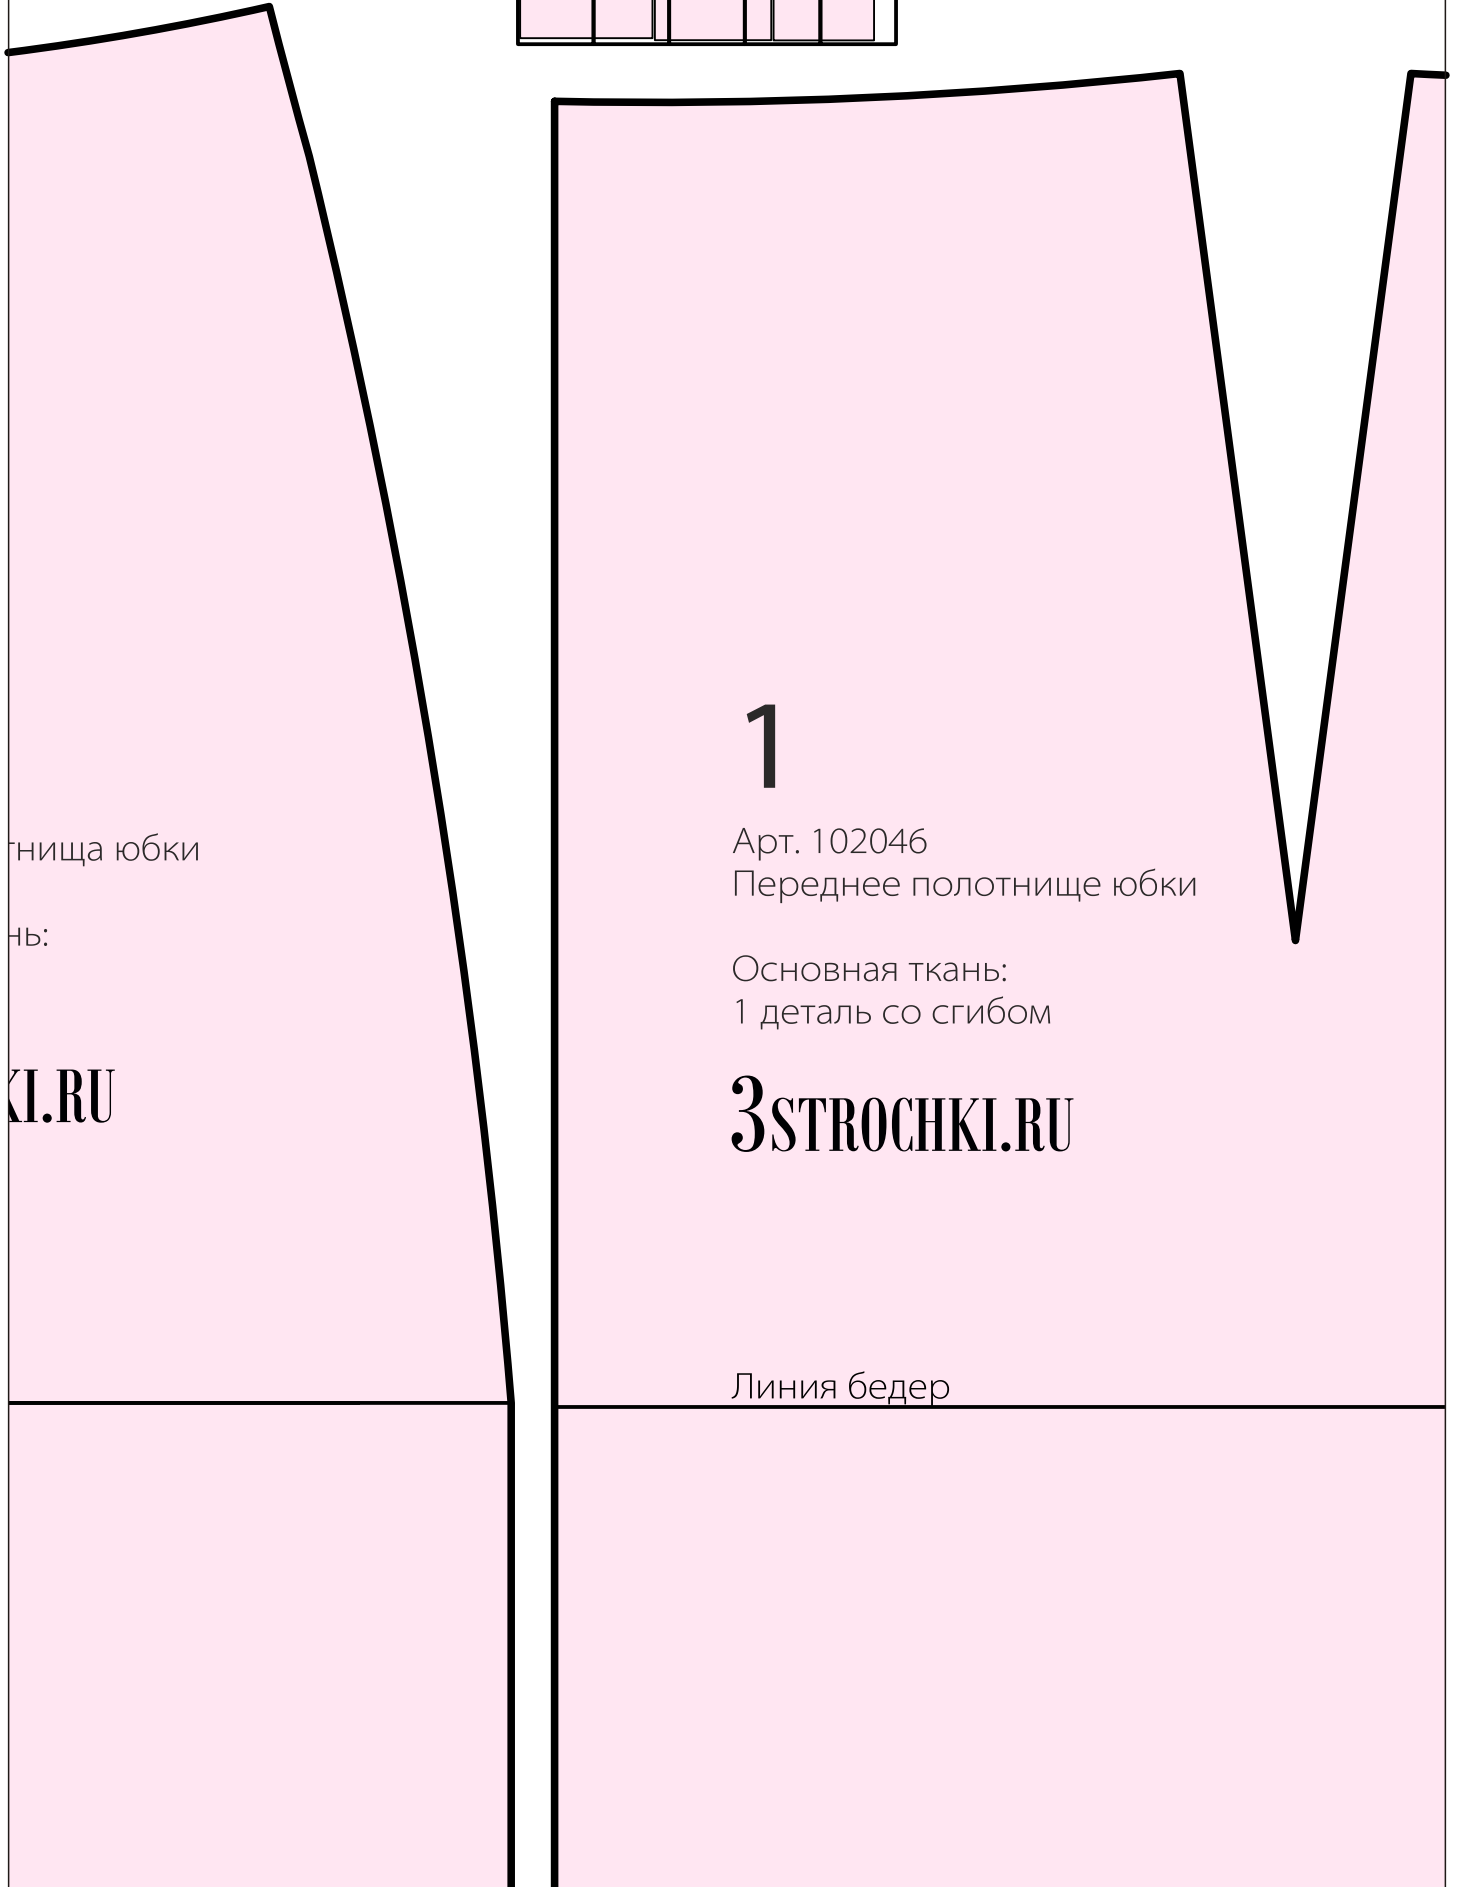 тнища юбки
нь:
KI.RU
1
Арт. 102046
Переднее полотнище юбки
Основная ткань:
1 деталь со сгибом
3STROCHKI.RU
Линия бедер